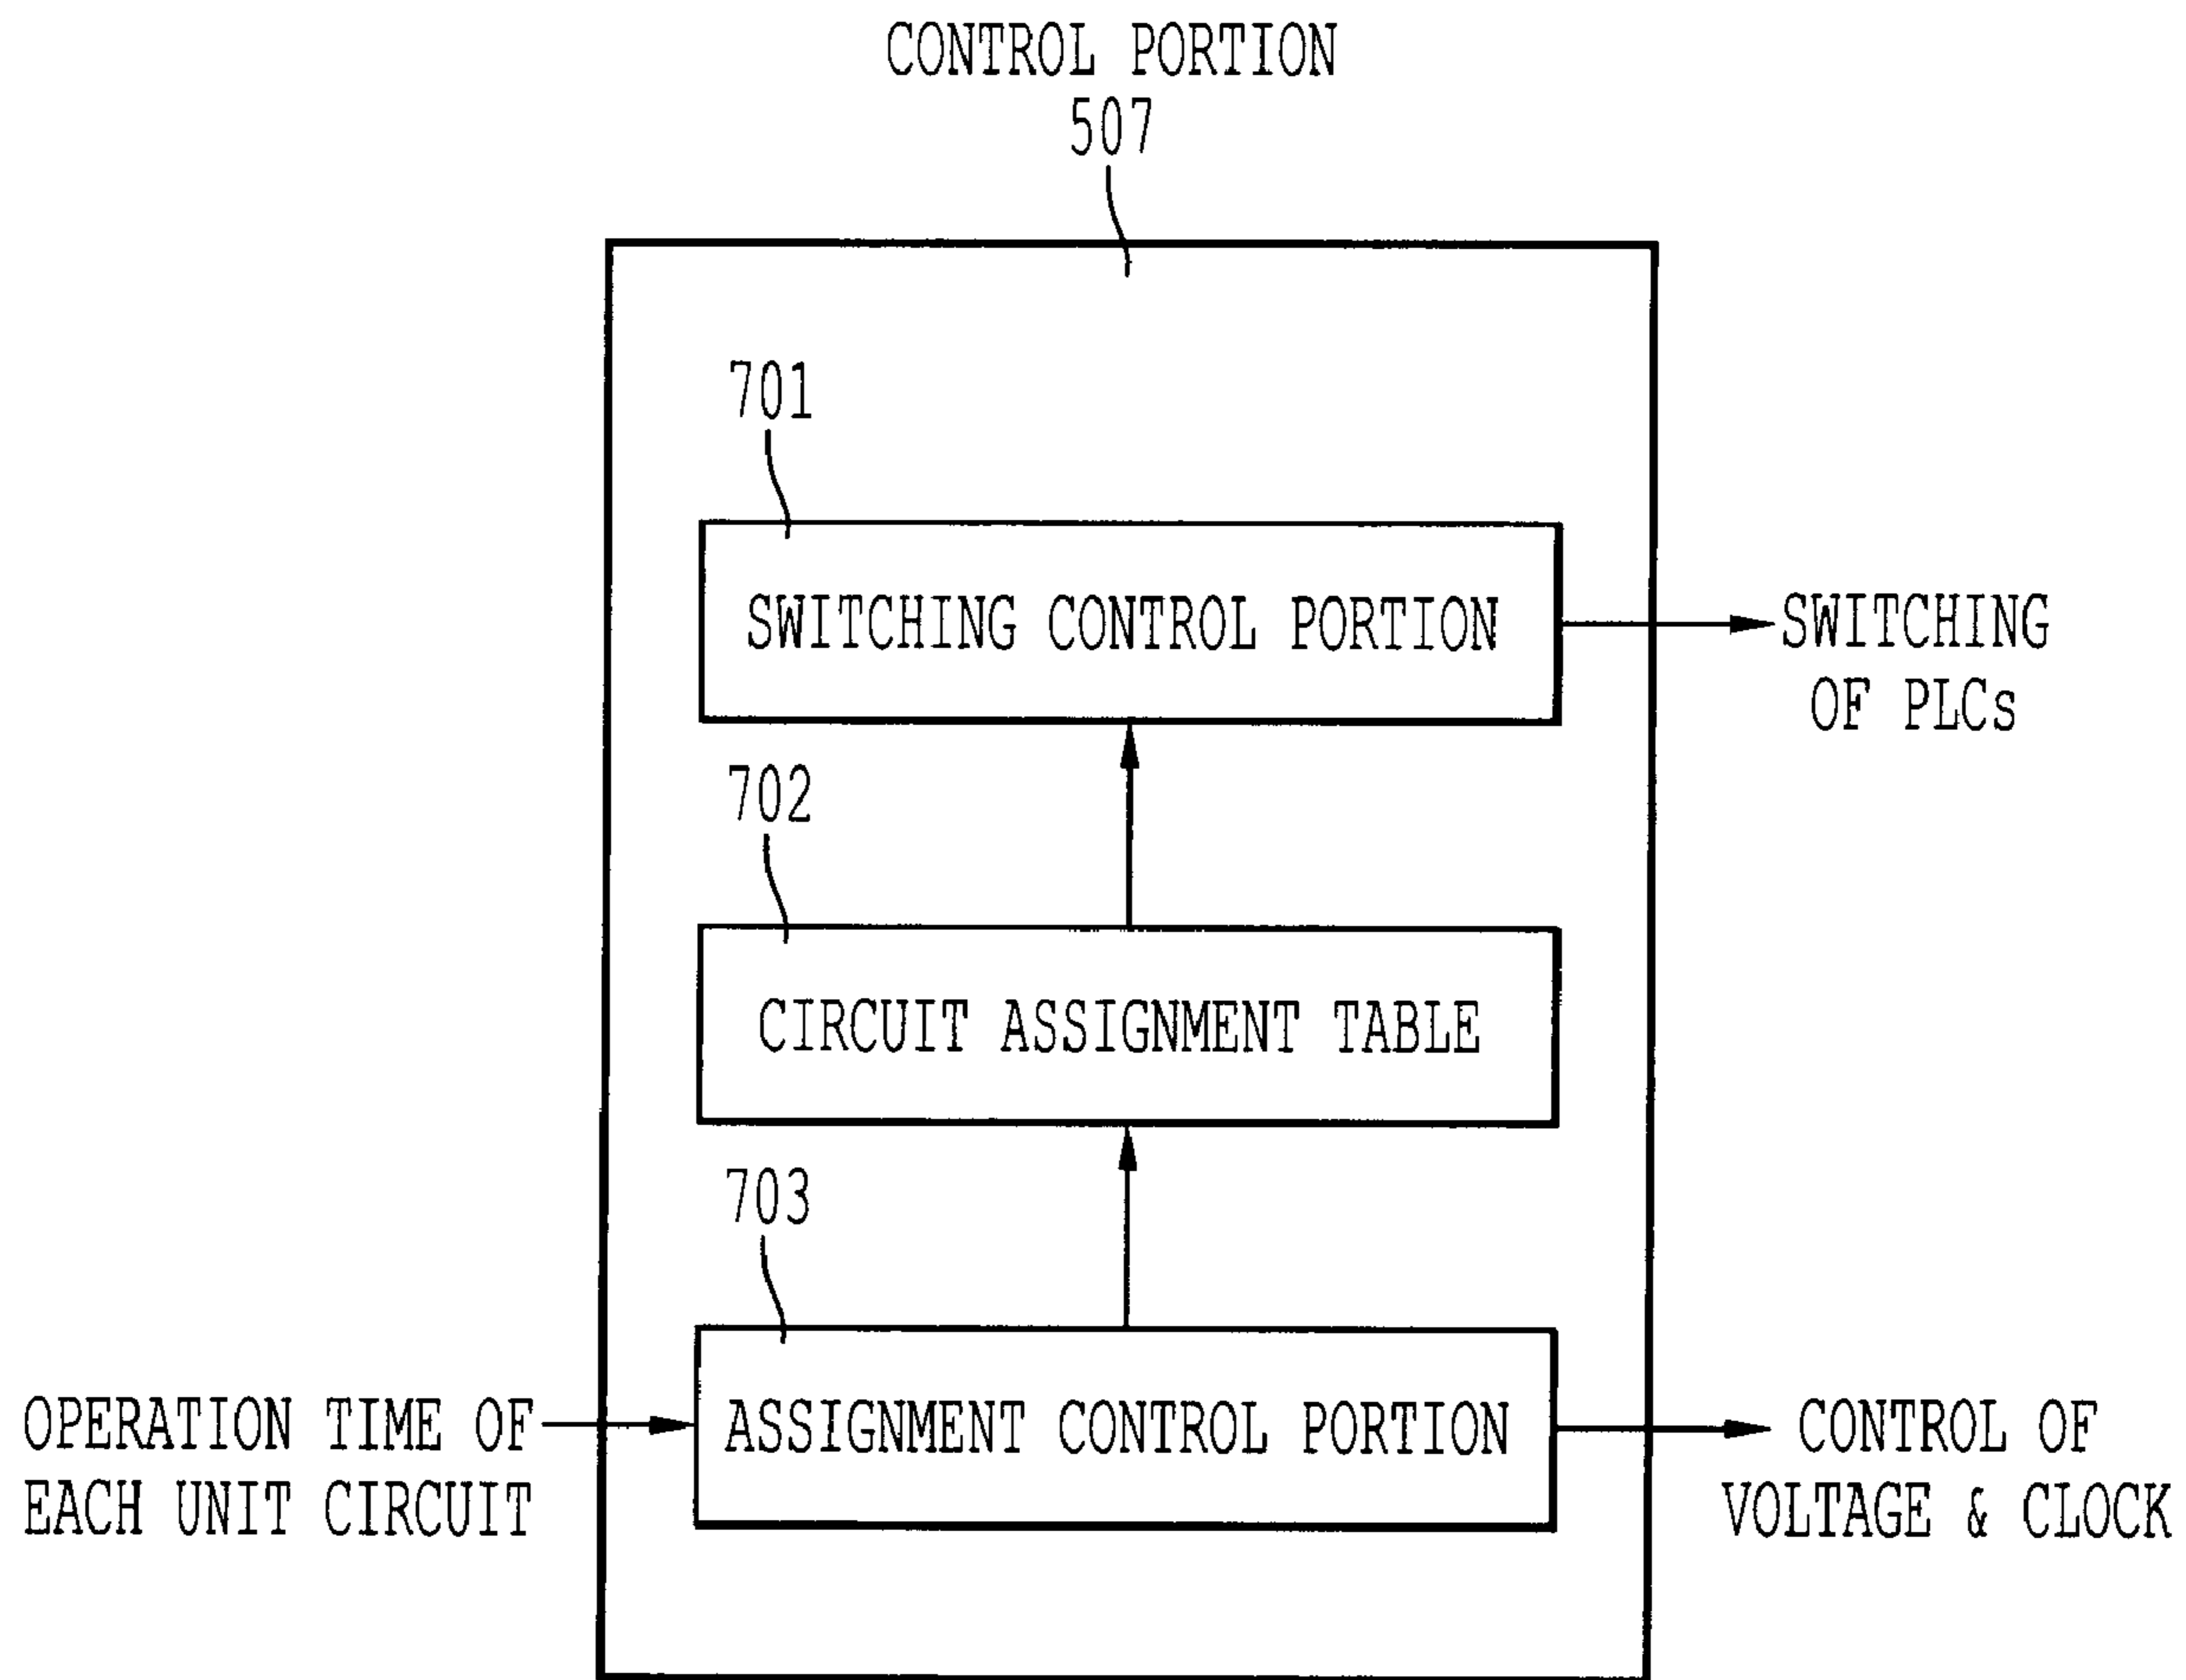 CONTROL PORTION
507
701
SWITCHING CONTROL PORTION
SWITCHING
OF PLCs
702
CIRCUIT ASSIGNMENT TABLE
703
OPERATION TIME OF
EACH UNIT CIRCUIT
ASSIGNMENT CONTROL PORTION
CONTROL OF
VOLTAGE & CLOCK